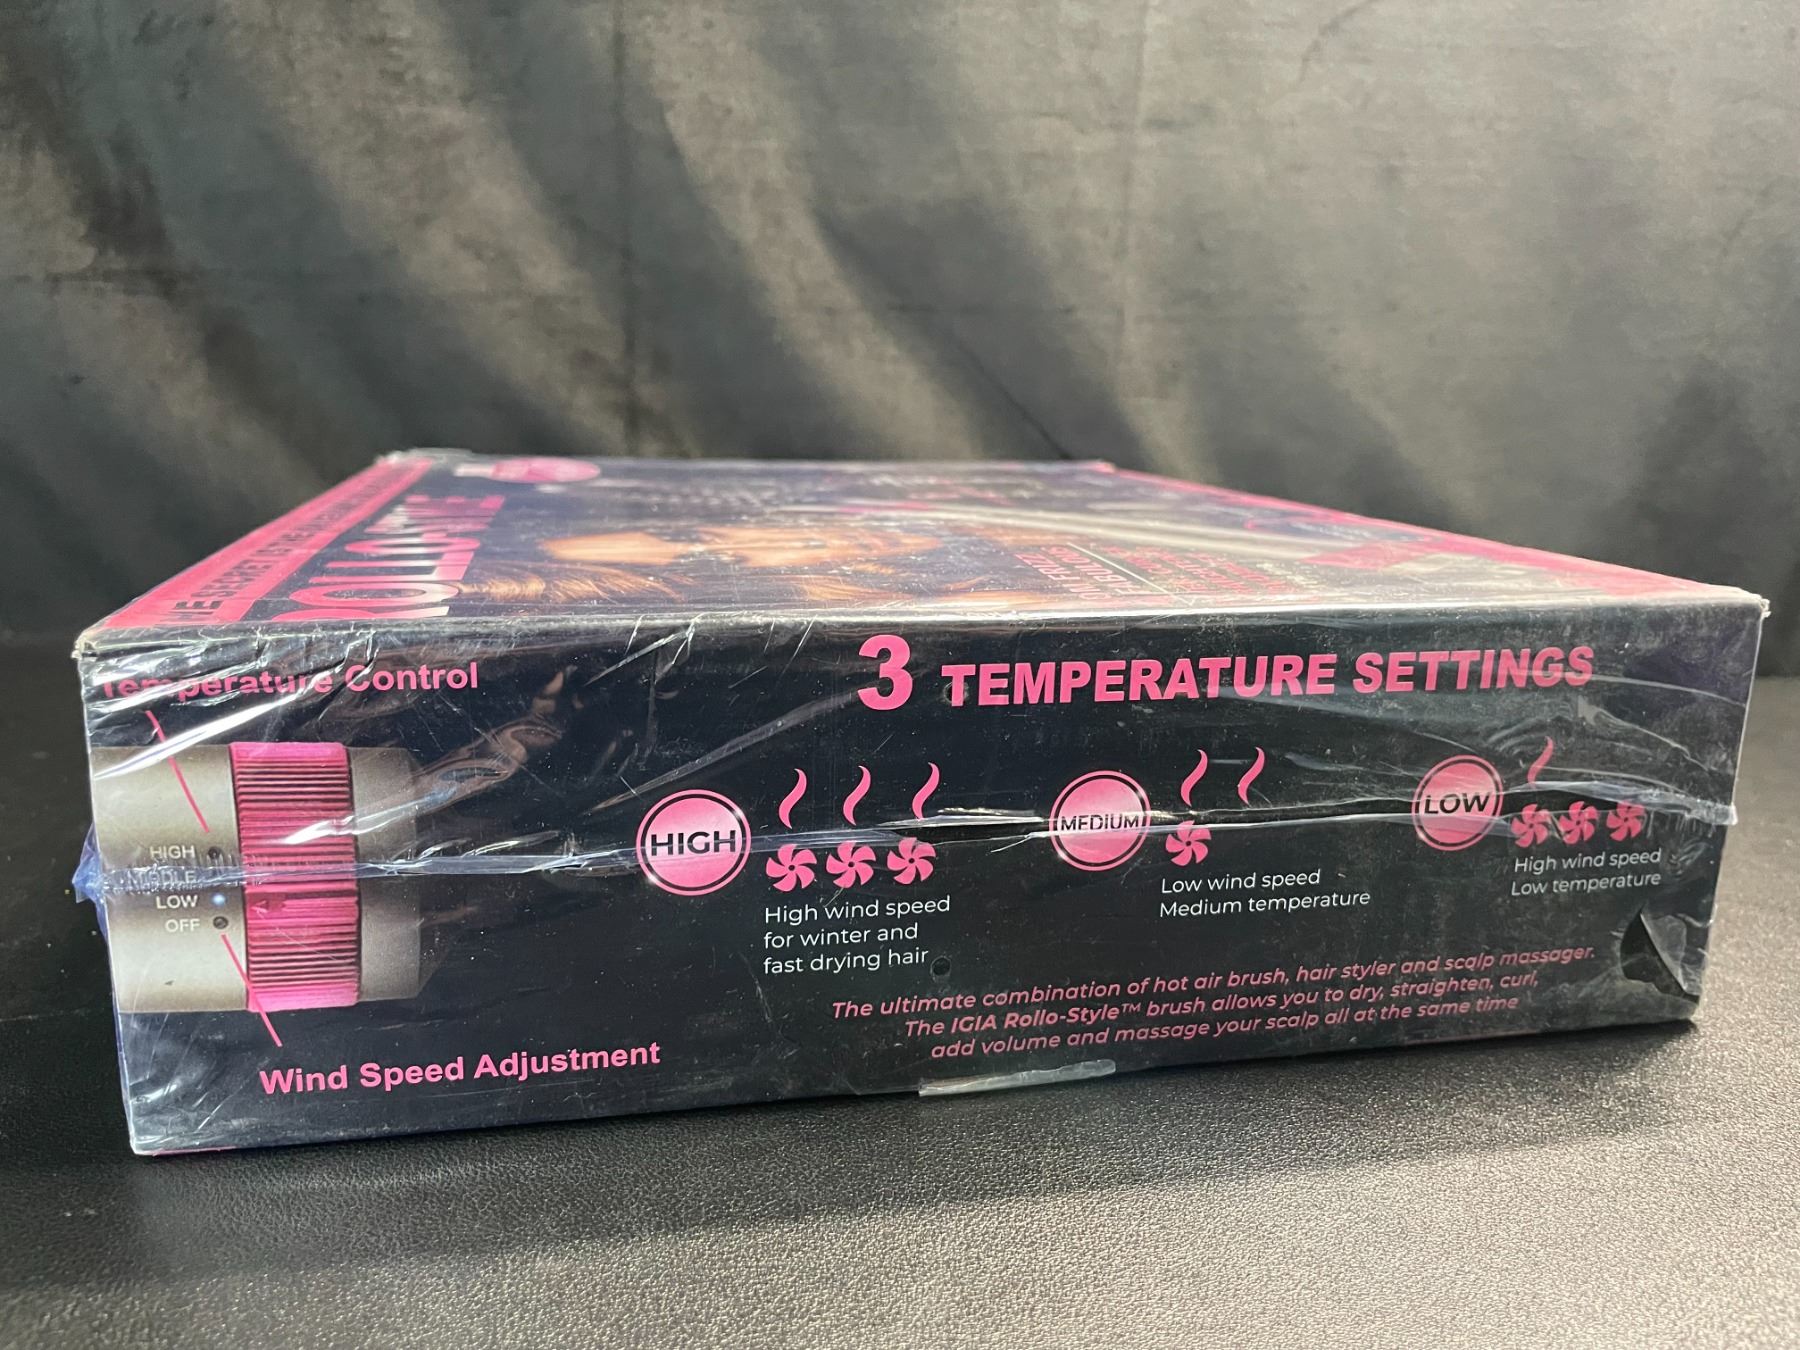 ROLLO STYLE
Temperature Control
3 TEMPERATURE SETTINGS
HIGH
LOW
OFF
Wind Speed Adjustment
HIGH
High wind speed
for winter and
fast drying hair
MEDIUM
Low wind speed
Medium temperature
LOW
High wind speed
Low temperature
The ultimate combination of hot air brush, hair styler and scalp massager.
The IGIA Rollo-Style™ brush allows you to dry, straighten, curl,
add volume and massage your scalp all at the same time